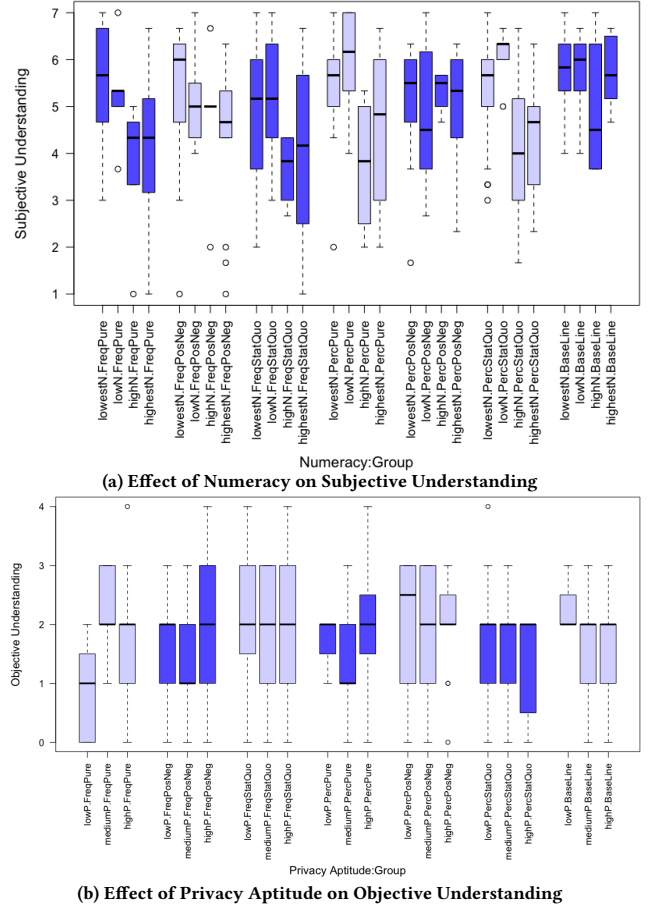 7
6
5
4
3
2
1
Subjective Understanding
lowestN.FreqPure
lowN.FreqPure
highN.FreqPure
highestN.FreqPure
lowestN.FreqPosNeg
lowN.FreqPosNeg
highN.FreqPosNeg
highestN.FreqPosNeg
lowestN.FreqStatQuo
lowN.FreqStatQuo
highN.FreqStatQuo
highestN.FreqStatQuo
lowestN.PercPure
lowN.PercPure
highN.PercPure
highestN.PercPure
lowestN.PercPosNeg
lowN.PercPosNeg
highN.PercPosNeg
highestN.PercPosNeg
lowestN.PercStatQuo
lowN.PercStatQuo
highN.PercStatQuo
highestN.PercStatQuo
lowestN.BaseLine
lowN.BaseLine
highN.BaseLine
highestN.BaseLine
Numeracy:Group
(a) Effect of Numeracy on Subjective Understanding
4
3
2
1
0
Objective Understanding
lowP.FreqPure
mediumP.FreqPure
highP.FreqPure
lowP.FreqPosNeg
mediumP.FreqPosNeg
highP.FreqPosNeg
lowP.FreqStatQuo
mediumP.FreqStatQuo
highP.FreqStatQuo
lowP.PercPure
mediumP.PercPure
highP.PercPure
lowP.PercPosNeg
mediumP.PercPosNeg
highP.PercPosNeg
lowP.PercStatQuo
mediumP.PercStatQuo
highP.PercStatQuo
lowP.BaseLine
mediumP.BaseLine
highP.BaseLine
Privacy Aptitude:Group
(b) Effect of Privacy Aptitude on Objective Understanding